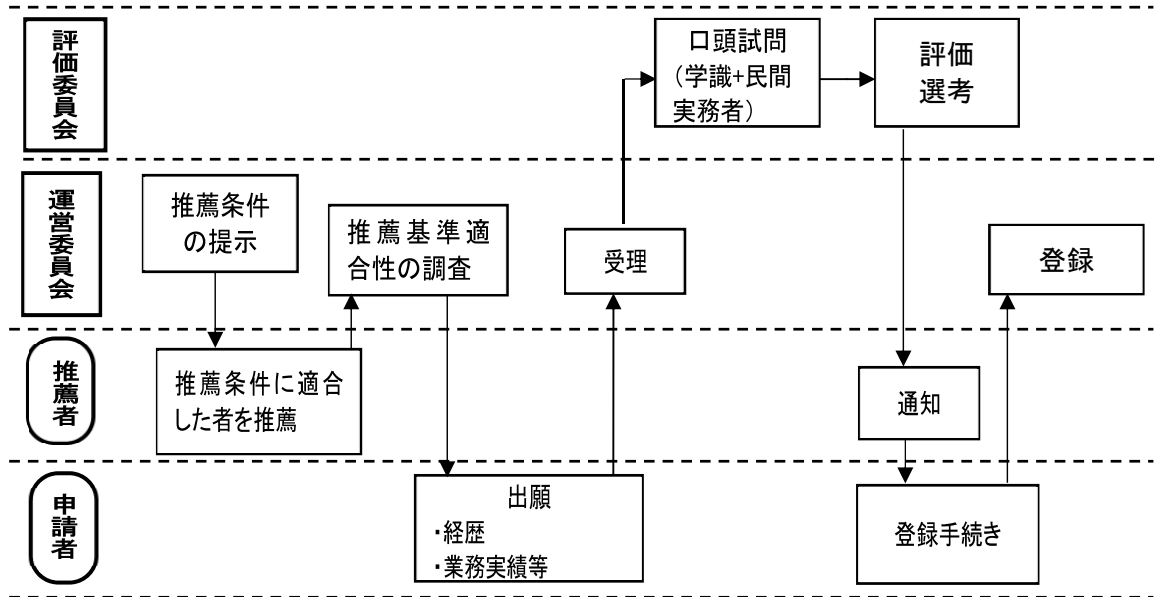 評価委員会
口頭試問
（学識+民間
実務者）
評価
選考
運営委員会
推薦条件
の提示
推薦基準適
合性の調査
受理
登録
推薦者
推薦条件に適合
した者を推薦
通知
申請者
出願
・経歴
・業務実績等
登録手続き